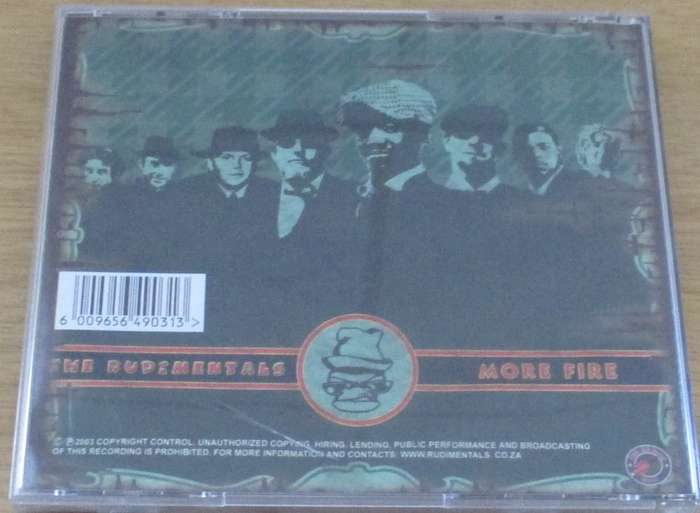 6 009656 490313 >
THE RUDIMENTALS
MORE FIRE
© ℗ 2003 COPYRIGHT CONTROL. UNAUTHORIZED COPYING, HIRING, LENDING, PUBLIC PERFORMANCE AND BROADCASTING
OF THIS RECORDING IS PROHIBITED. FOR MORE INFORMATION AND CONTACTS: WWW.RUDIMENTALS.CO.ZA